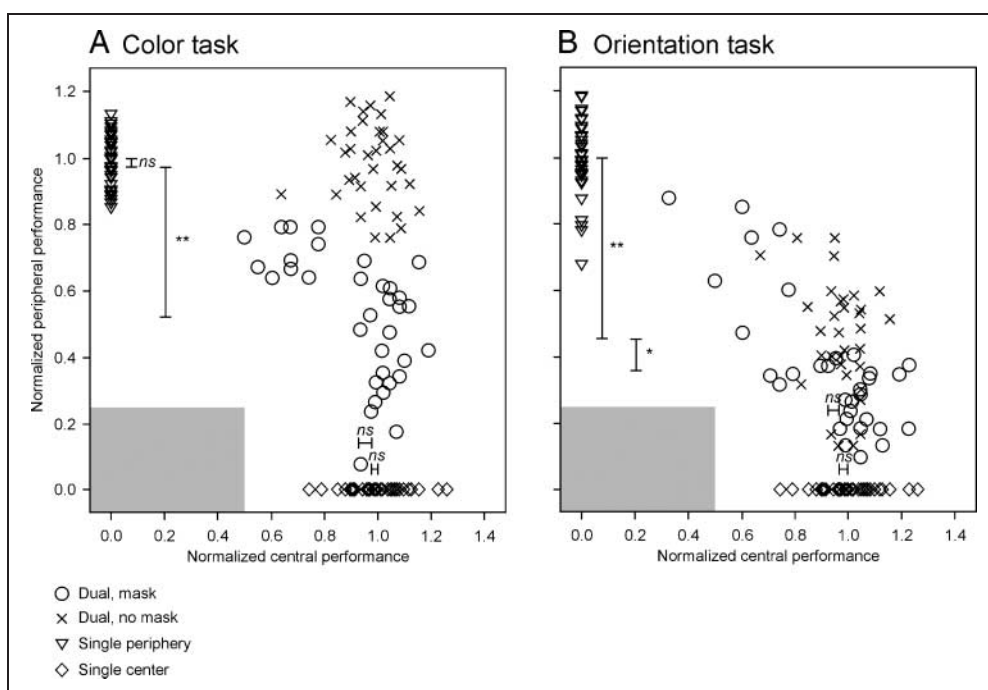 A Color task
B Orientation task
Normalized peripheral performance
1.2
1.0
0.8
0.6
0.4
0.2
0.0
ns
**
ns
ns
0.0 0.2 0.4 0.6 0.8 1.0 1.2 1.4
Normalized central performance
**
*
ns
ns
0.0 0.2 0.4 0.6 0.8 1.0 1.2 1.4
Normalized central performance
Dual, mask
Dual, no mask
Single periphery
Single center